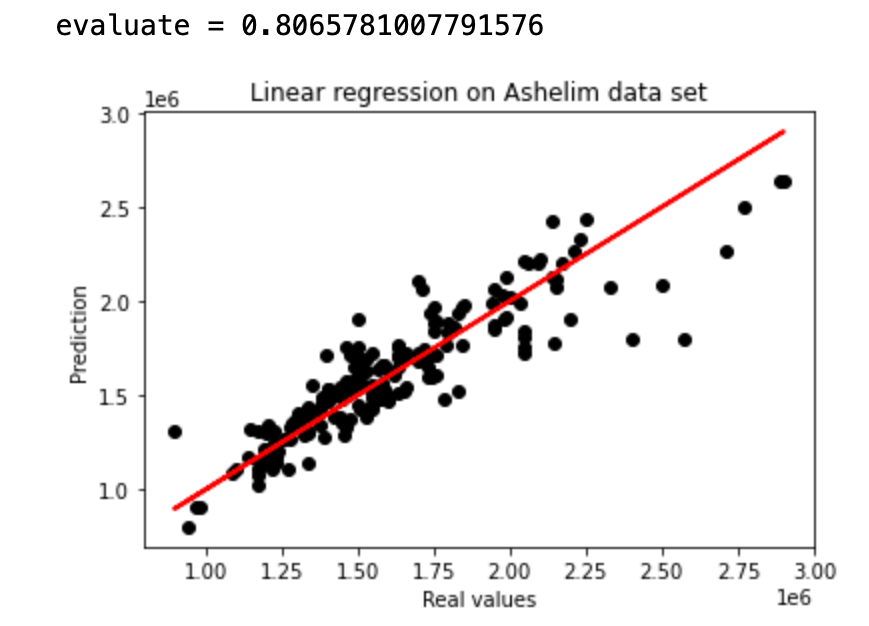 evaluate = 0.8065781007791576
Linear regression on Ashelim data set
1e6
3.0
2.5
2.0
1.5
1.0
Prediction
1.00 1.25 1.50 1.75 2.00 2.25 2.50 2.75 3.00
Real values
1e6